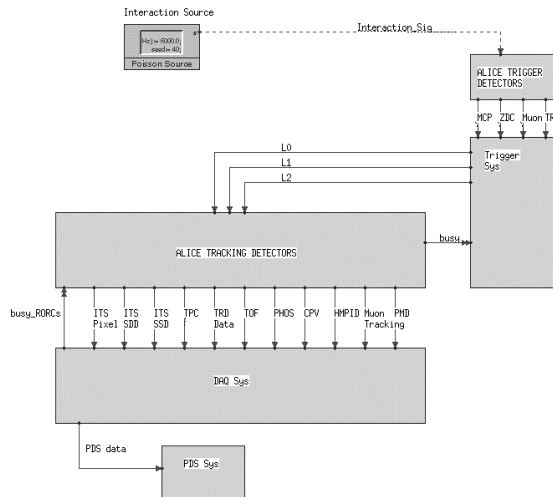 Interaction Source
s
Hz):= 6000.0;
seed:= 40;
Poisson Source
Interaction_Sig
ALICE TRIGGER
DETECTORS
MCP
ZDC
Muon
TR
L0
L1
L2
Trigger
Sys
busy
ALICE TRACKING DETECTORS
busy_RORCs
ITS
Pixel
ITS
SDD
ITS
SSD
TPC
TRD
Data
TOF
PHOS
CPV
HMPID
Muon
Tracking
PMD
DAQ Sys
PDS data
PDS Sys